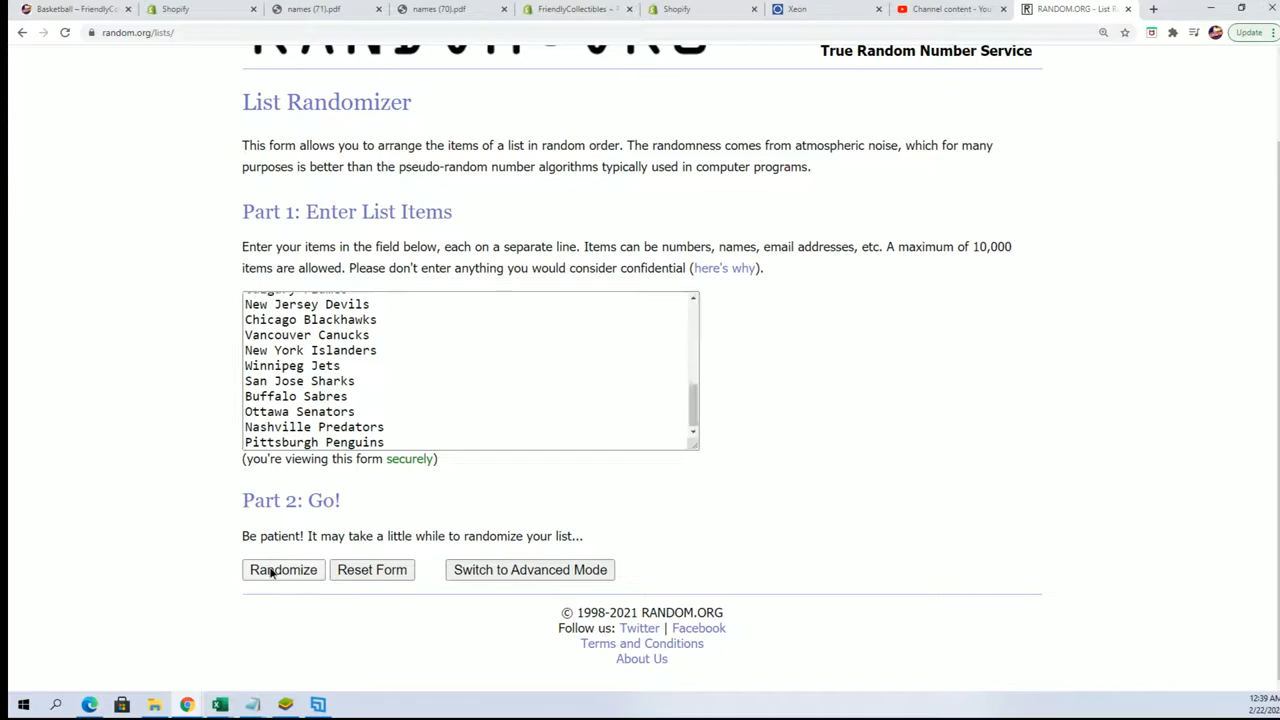 Basketball – FriendlyCo
Shopify
names (71).pdf
names (70).pdf
FriendlyCollectibles ~ P
Shopify
Xeon
Channel content - You
RANDOM.ORG - List R
random.org/lists/
Update
RANDOM.ORG
True Random Number Service
List Randomizer
This form allows you to arrange the items of a list in random order. The randomness comes from atmospheric noise, which for many
purposes is better than the pseudo-random number algorithms typically used in computer programs.
Part 1: Enter List Items
Enter your items in the field below, each on a separate line. Items can be numbers, names, email addresses, etc. A maximum of 10,000
items are allowed. Please don't enter anything you would consider confidential (here's why).
New Jersey Devils
Chicago Blackhawks
Vancouver Canucks
New York Islanders
Winnipeg Jets
San Jose Sharks
Buffalo Sabres
Ottawa Senators
Nashville Predators
Pittsburgh Penguins
(you're viewing this form securely)
Part 2: Go!
Be patient! It may take a little while to randomize your list...
Randomize
Reset Form
Switch to Advanced Mode
© 1998-2021 RANDOM.ORG
Follow us: Twitter | Facebook
Terms and Conditions
About Us
12:39 AM
2/22/202